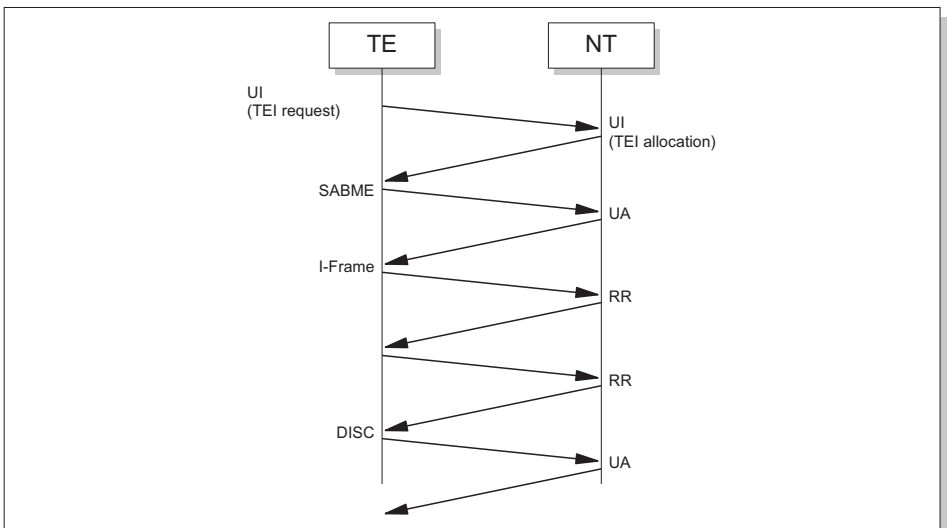 TE
NT
UI
(TEI request)
UI
(TEI allocation)
SABME
UA
I-Frame
RR
RR
DISC
UA